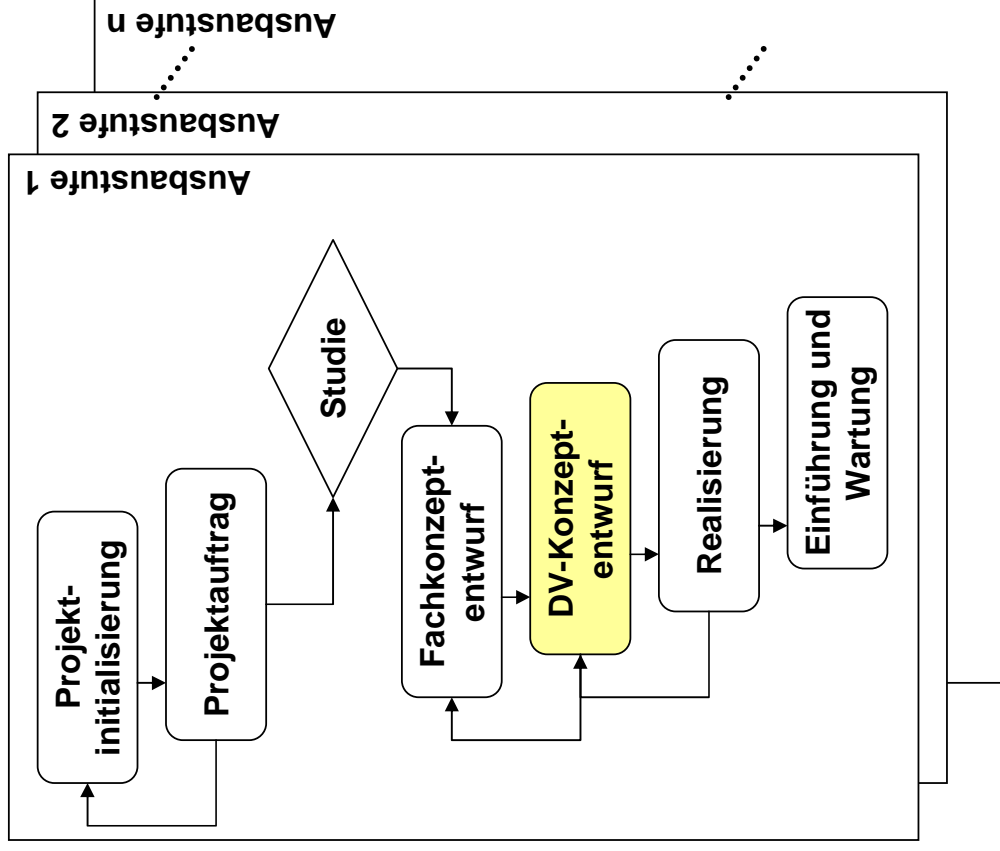 Ausbaustufe n
Ausbaustufe 2
Ausbaustufe 1
Projekt-
initialisierung
Projektauftrag
Studie
Fachkonzept-
entwurf
DV-Konzept-
entwurf
Realisierung
Einführung und
Wartung